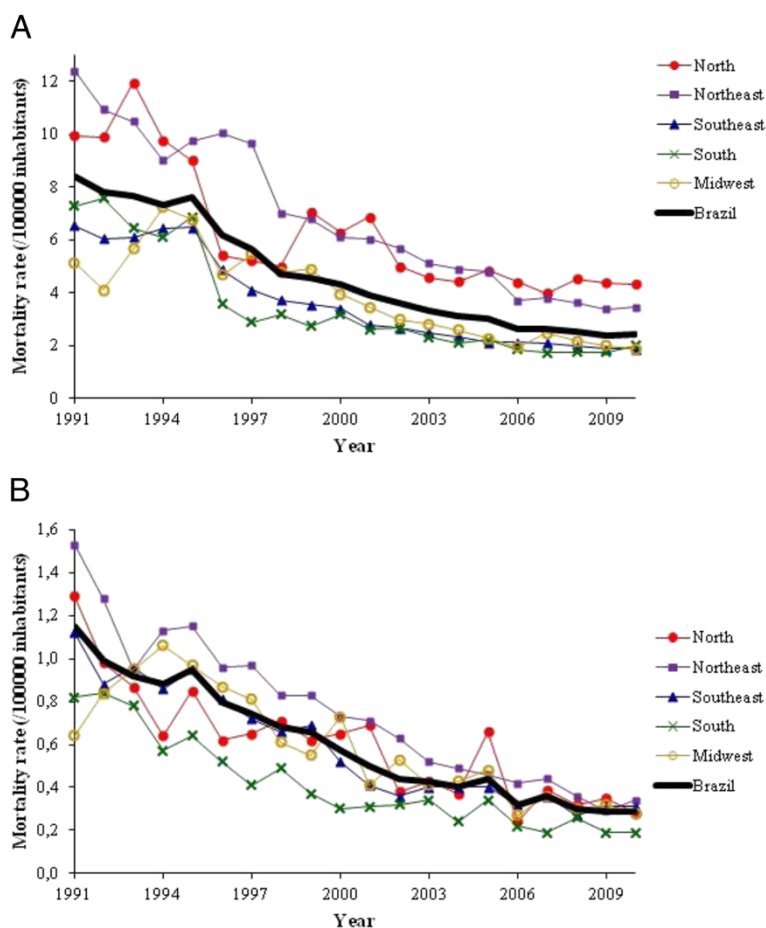 A
Mortality rate (/100000 inhabitants)
12
10
8
6
4
2
0
1991 1994 1997 2000 2003 2006 2009
Year
North
Northeast
Southeast
South
Midwest
Brazil
B
Mortality rate (/100000 inhabitants)
1,6
1,4
1,2
1,0
0,8
0,6
0,4
0,2
0,0
1991 1994 1997 2000 2003 2006 2009
Year
North
Northeast
Southeast
South
Midwest
Brazil